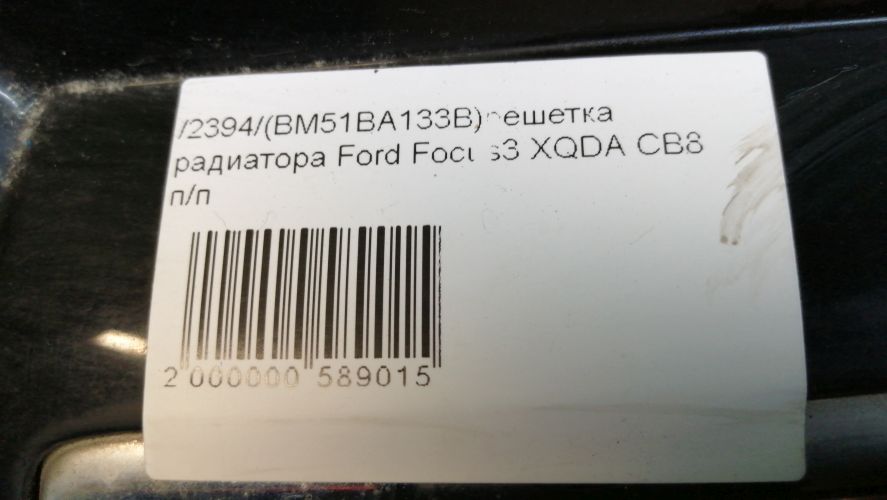 /2394/(BM51BA133B)решетка
радиатора Ford Focus3 XQDA CB8
п/п
2 000000 589015